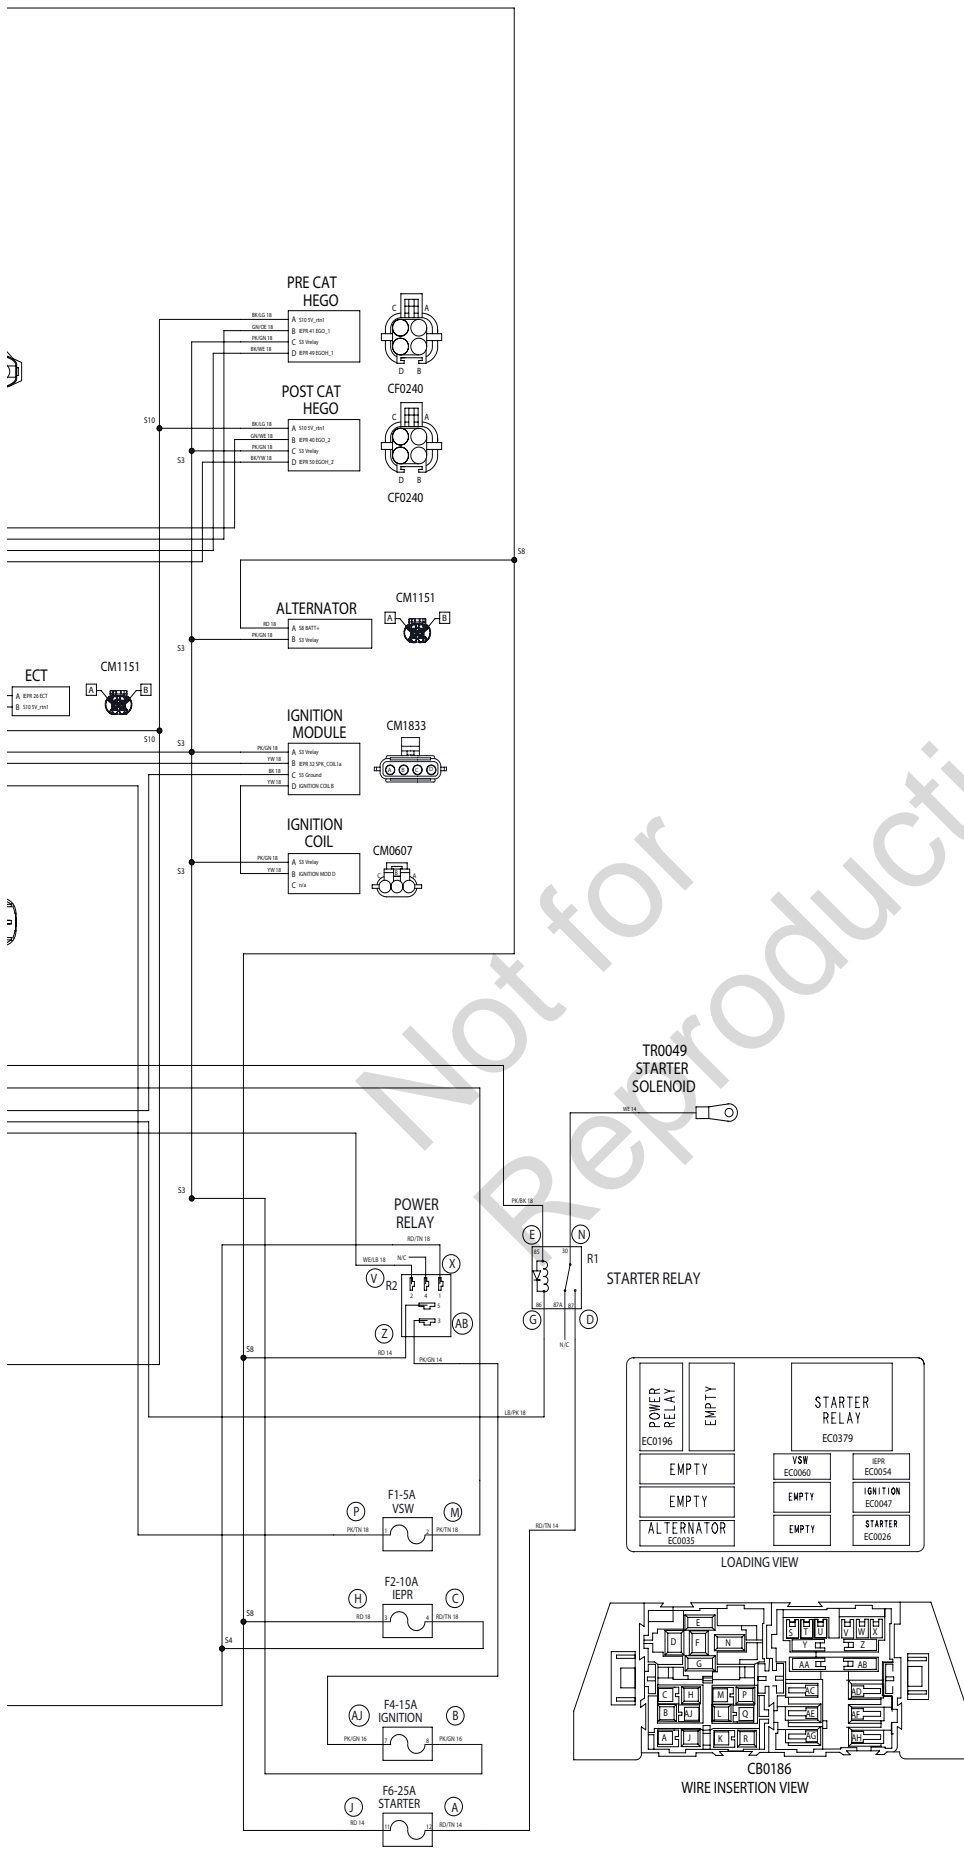 PRE CAT
HEGO
BK/LG 18
A S10 5V_rtn1
GN/OE 18
B IEPR 41 EGO_1
PK/GN 18
C S3 Vrelay
BK/WE 18
D IEPR 49 EGOH_1
C
A
D
B
CF0240
POST CAT
HEGO
S10
BK/LG 18
A S10 5V_rtn1
GN/WE 18
B IEPR 40 EGO_2
PK/GN 18
C S3 Vrelay
S3
BK/YW 18
D IEPR 50 EGOH_2
C
A
D
B
CF0240
S8
ALTERNATOR
CM1151
RD 18
A S8 BATT+
PK/GN 18
B S3 Vrelay
A
B
S3
ECT
CM1151
A IEPR 26 ECT
B S10 5V_rtn1
A
B
S10
S3
IGNITION
MODULE
CM1833
PK/GN 18
A S3 Vrelay
YW 18
B IEPR 32 SPK_COIL1a
BK 18
C S5 Ground
YW 18
D IGNITION COIL B
A B C D
IGNITION
COIL
CM0607
PK/GN 18
A S3 Vrelay
S3
YW 18
B IGNITION MOD D
C n/a
C
B
A
Not for
Reproducti
TR0049
STARTER
SOLENOID
WE 14
S3
POWER
RELAY
PK/BK 18
RD/TN 18
WE/LB 18
N/C
V
X
R2
2 4 1
5
3
Z
AB
RD 14
PK/GN 14
S8
E
N
85
30
R1
STARTER RELAY
86
87A
87
G
D
N/C
LB/PK 18
POWER
RELAY
EC0196
EMPTY
STARTER
RELAY
EC0379
EMPTY
VSW
EC0060
IEPR
EC0054
EMPTY
EMPTY
IGNITION
EC0047
ALTERNATOR
EC0035
EMPTY
STARTER
EC0026
LOADING VIEW
F1-5A
VSW
P
M
PK/TN 18
1
2
PK/TN 18
RD/TN 14
F2-10A
IEPR
H
C
S8
RD 18
3
4
RD/TN 18
S4
F4-15A
IGNITION
AJ
B
PK/GN 16
7
8
PK/GN 16
F6-25A
STARTER
J
A
RD 14
11
12
RD/TN 14
E
D F N
G
S T U V W X
Y Z
AA AB
C H M P
AC AD
B AJ L Q
AE AF
A J K R
AG AH
CB0186
WIRE INSERTION VIEW